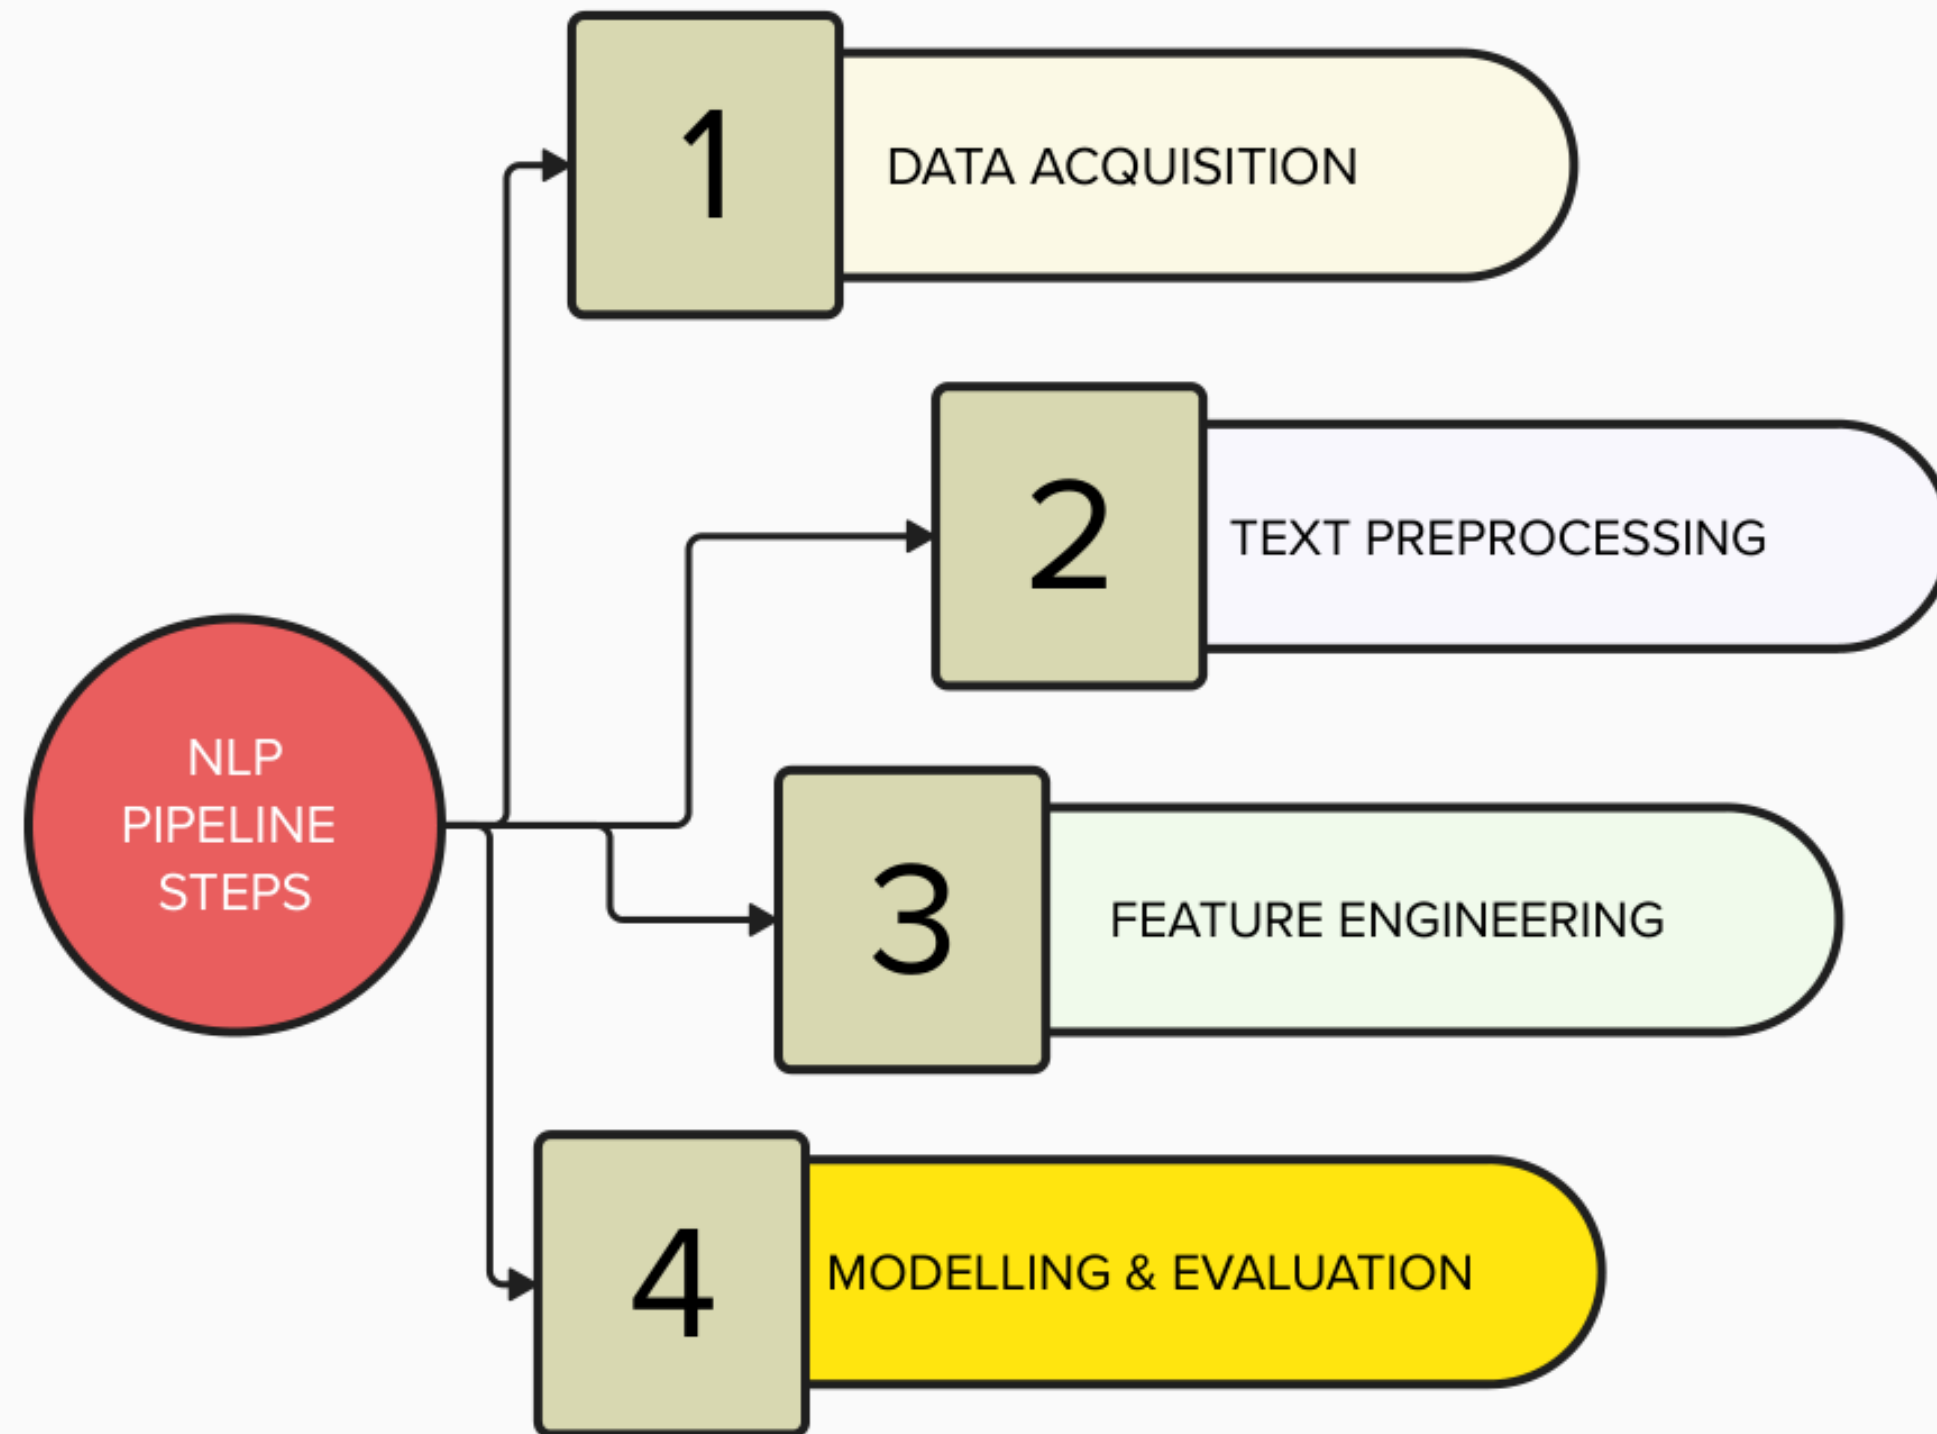 1
DATA ACQUISITION
2
TEXT PREPROCESSING
NLP
PIPELINE
STEPS
3
FEATURE ENGINEERING
4
MODELLING & EVALUATION